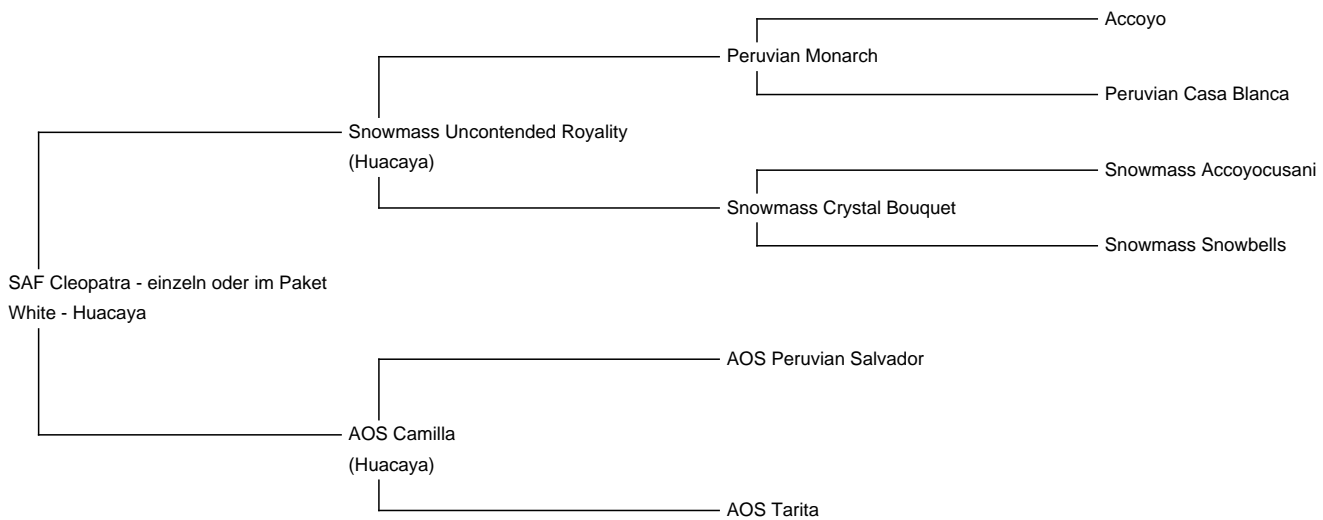 Accoyo
Peruvian Monarch
Peruvian Casa Blanca
Snowmass Uncontended Royality
(Huacaya)
Snowmass Accoyocusani
Snowmass Crystal Bouquet
Snowmass Snowbells
SAF Cleopatra - einzeln oder im Paket
White - Huacaya
AOS Peruvian Salvador
AOS Camilla
(Huacaya)
AOS Tarita